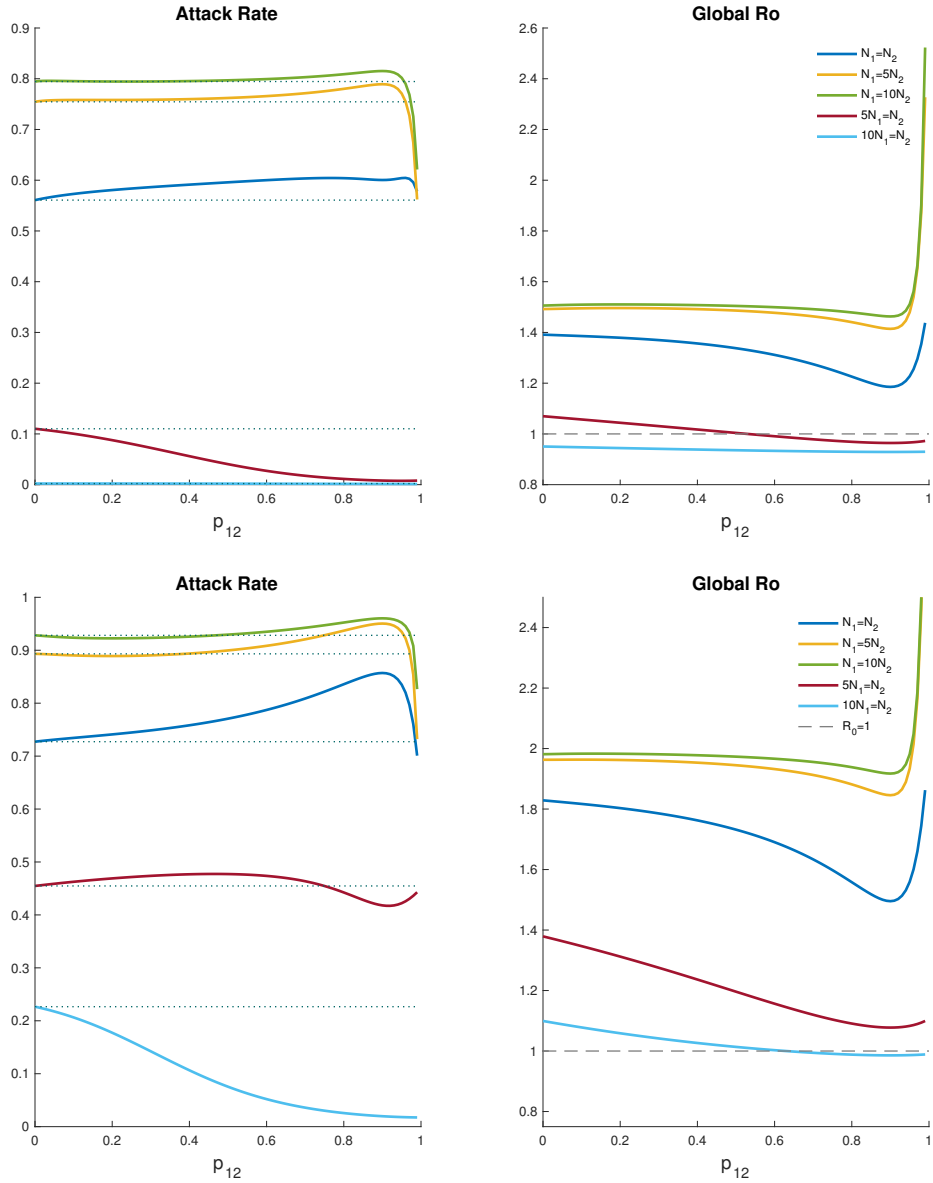 Attack Rate
0.9
0.8
0.7
0.6
0.5
0.4
0.3
0.2
0.1
0
0 0.2 0.4 0.6 0.8 1
p12
Global Ro
2.6
2.4
2.2
2
1.8
1.6
1.4
1.2
1
0.8
0 0.2 0.4 0.6 0.8 1
p12
N1=N2
N1=5N2
N1=10N2
5N1=N2
10N1=N2
Attack Rate
1
0.9
0.8
0.7
0.6
0.5
0.4
0.3
0.2
0.1
0
0 0.2 0.4 0.6 0.8 1
p12
Global Ro
2.4
2.2
2
1.8
1.6
1.4
1.2
1
0.8
0 0.2 0.4 0.6 0.8 1
p12
N1=N2
N1=5N2
N1=10N2
5N1=N2
10N1=N2
R0=1